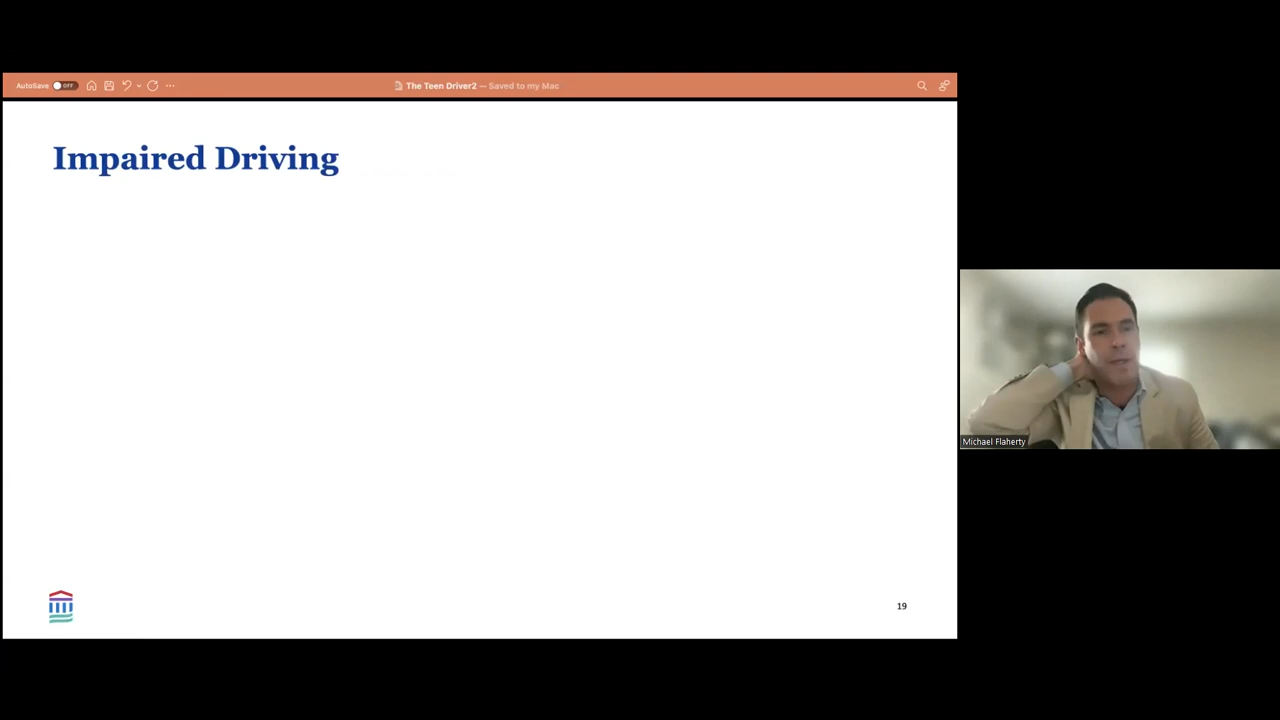 AutoSave OFF
The Teen Driver2 — Saved to my Mac
Impaired Driving
Michael Flaherty
19